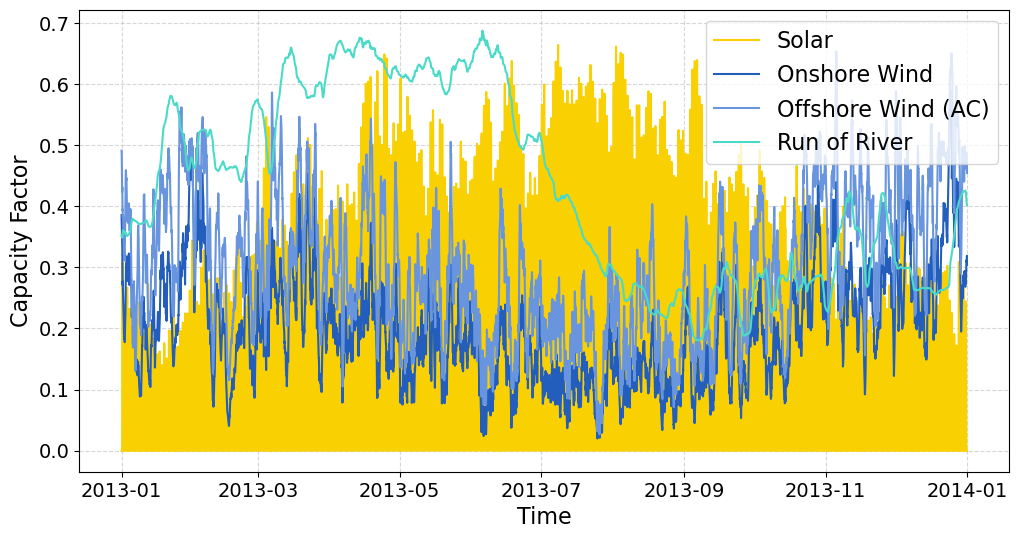 0.7
0.6
0.5
0.4
0.3
0.2
0.1
0.0
Capacity Factor
Solar
Onshore Wind
Offshore Wind (AC)
Run of River
2013-01 2013-03 2013-05 2013-07 2013-09 2013-11 2014-01
Time